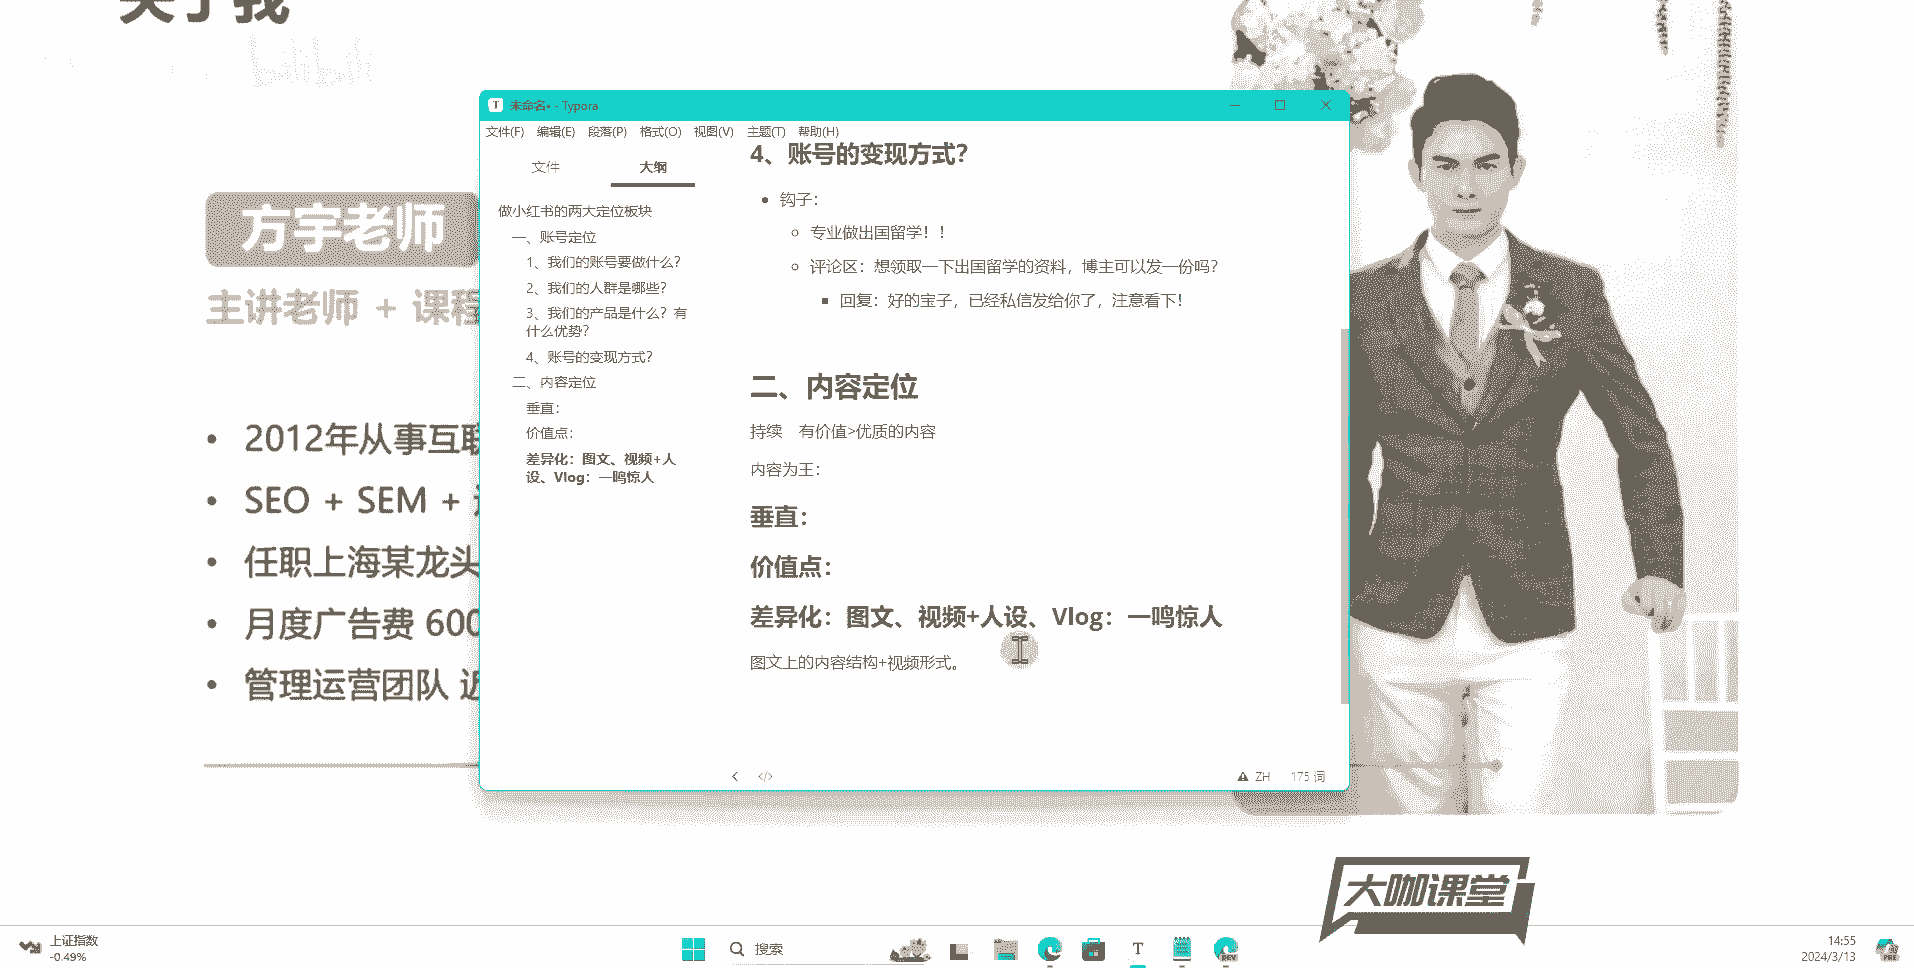 关于我
bilibili
方宇老师
主讲老师 + 课程
2012年从事互联
SEO + SEM +
任职上海某龙头
月度广告费 600
管理运营团队 近
未命名• - Typora
文件(F) 编辑(E) 段落(P) 格式(O) 视图(V) 主题(T) 帮助(H)
文件 大纲
做小红书的两大定位板块
一、账号定位
1、我们的账号要做什么？
2、我们的人群是哪些？
3、我们的产品是什么？有
什么优势？
4、账号的变现方式？
二、内容定位
垂直：
价值点：
差异化：图文、视频+人
设、Vlog：一鸣惊人
4、账号的变现方式？
钩子：
专业做出国留学！！
评论区：想领取一下出国留学的资料，博主可以发一份吗？
回复：好的宝子，已经私信发给你了，注意看下！
二、内容定位
持续 有价值>优质的内容
内容为王：
垂直：
价值点：
差异化：图文、视频+人设、Vlog：一鸣惊人
图文上的内容结构+视频形式。
ZH 175 词
大咖课堂
上证指数
-0.49%
搜索
14:55
2024/3/13